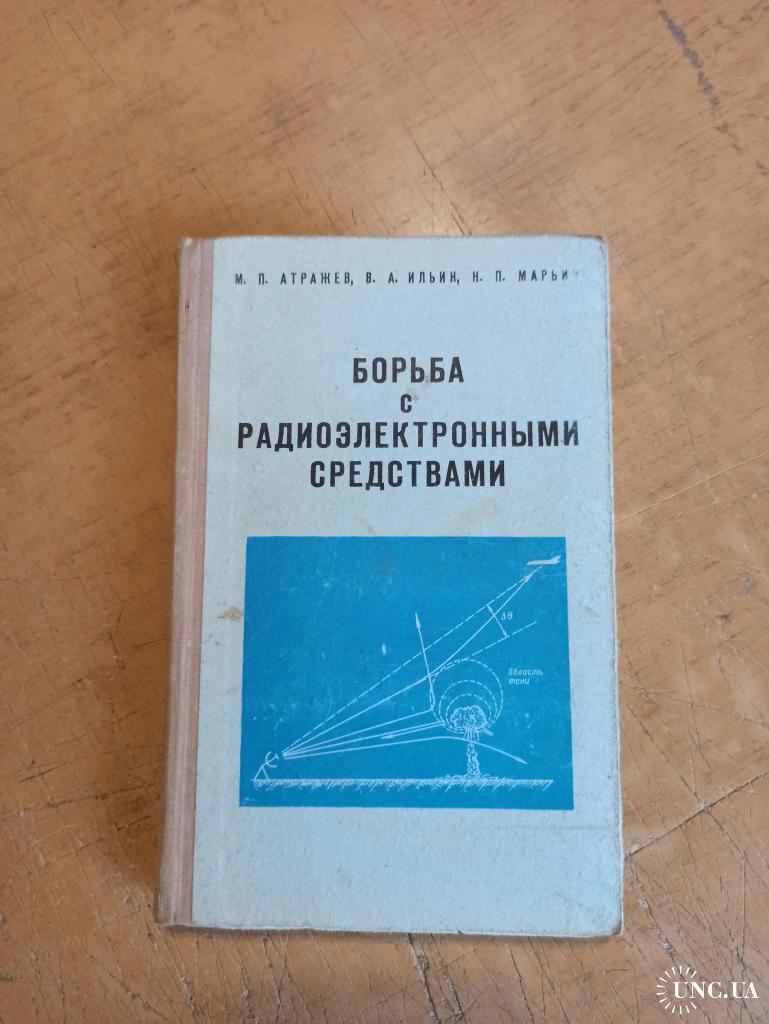 М. П. АТРАЖЕВ, В. А. ИЛЬИН, Н. П. МАРЬИН
БОРЬБА
С
РАДИОЭЛЕКТРОННЫМИ
СРЕДСТВАМИ
Δθ
Область
тени
UNC.UA